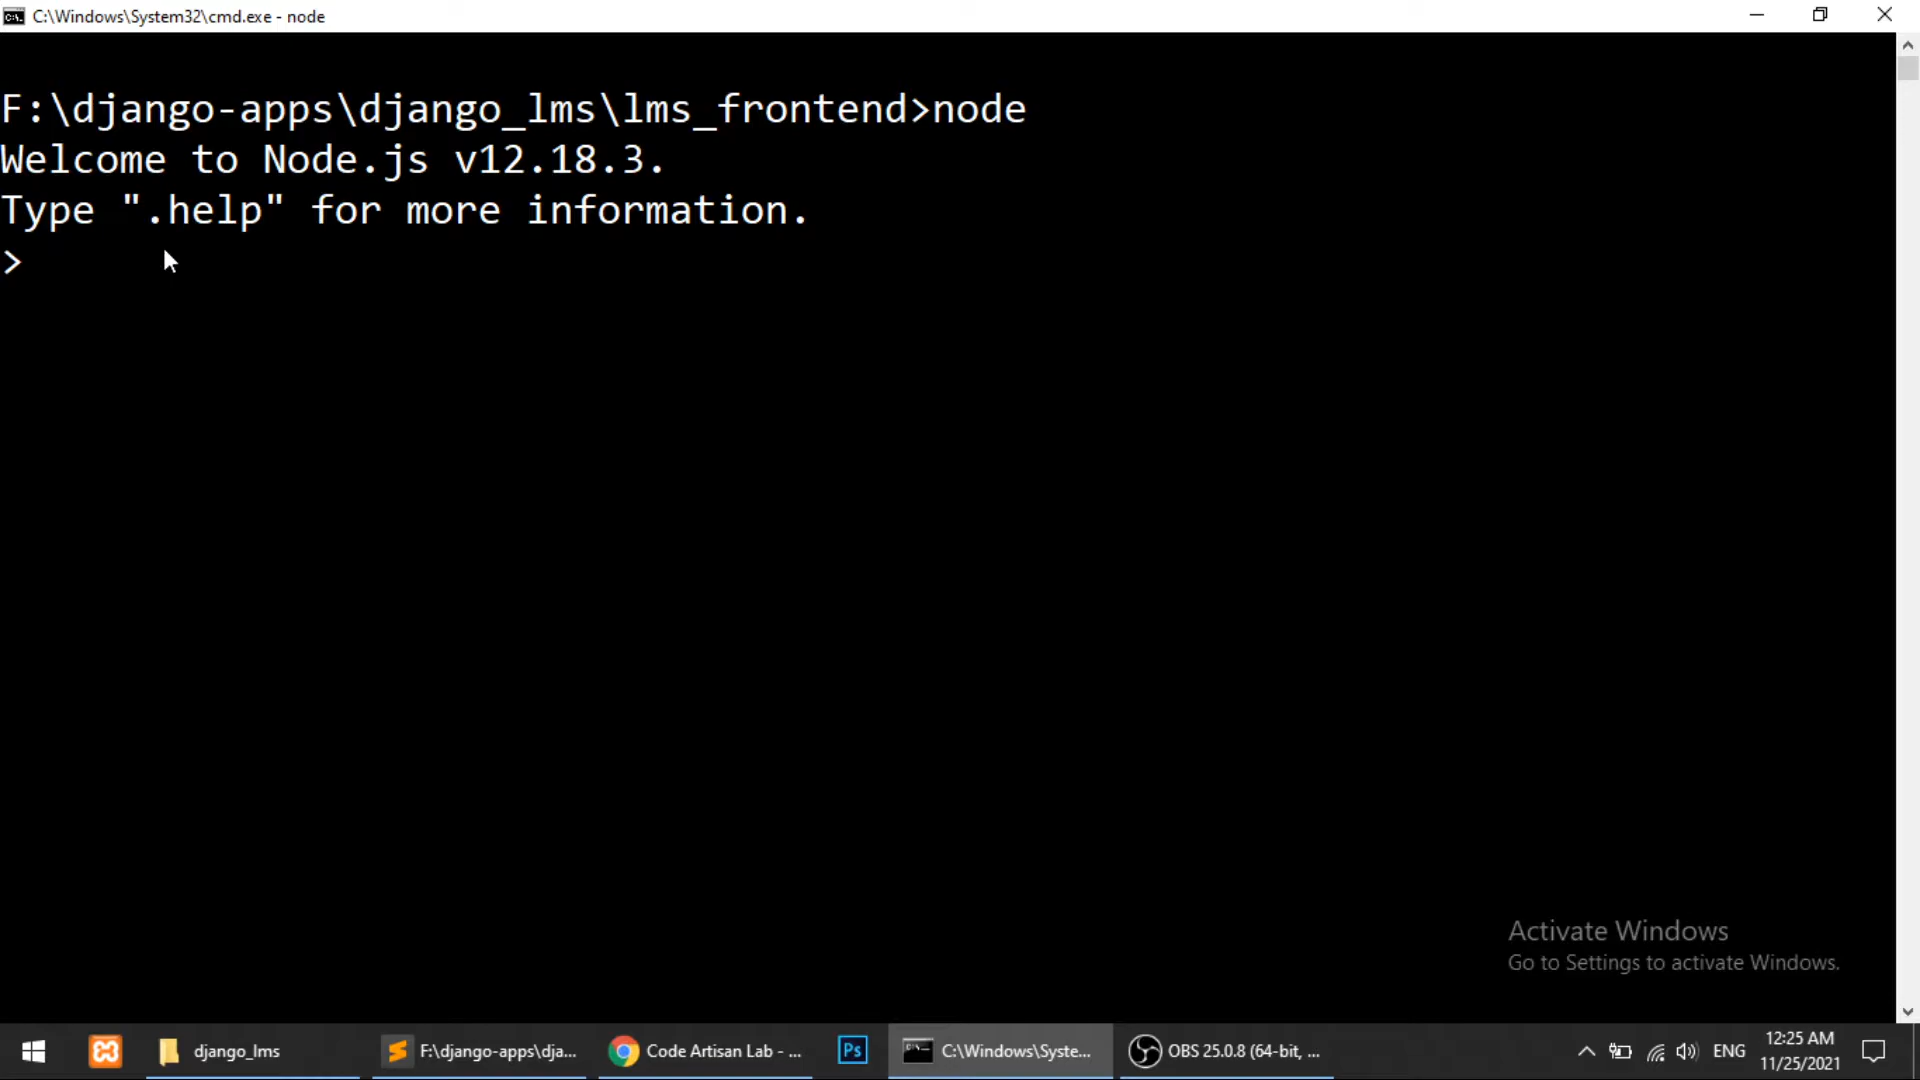 C:\Windows\System32\cmd.exe - node
F:\django-apps\django_lms\lms_frontend>node
Welcome to Node.js v12.18.3.
Type ".help" for more information.
>
Activate Windows
Go to Settings to activate Windows.
django_lms
F:\django-apps\dja...
Code Artisan Lab - ...
Ps
C:\Windows\Syste...
OBS 25.0.8 (64-bit, ...
ENG
12:25 AM
11/25/2021